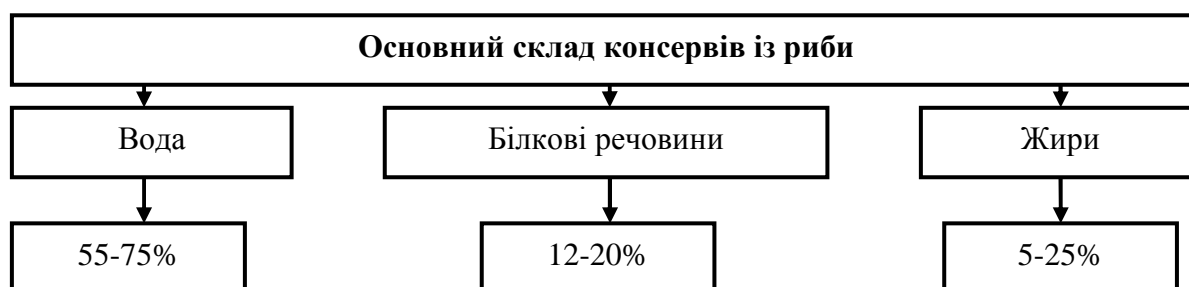 Основний склад консервів із риби
Вода
Білкові речовини
Жири
55-75%
12-20%
5-25%